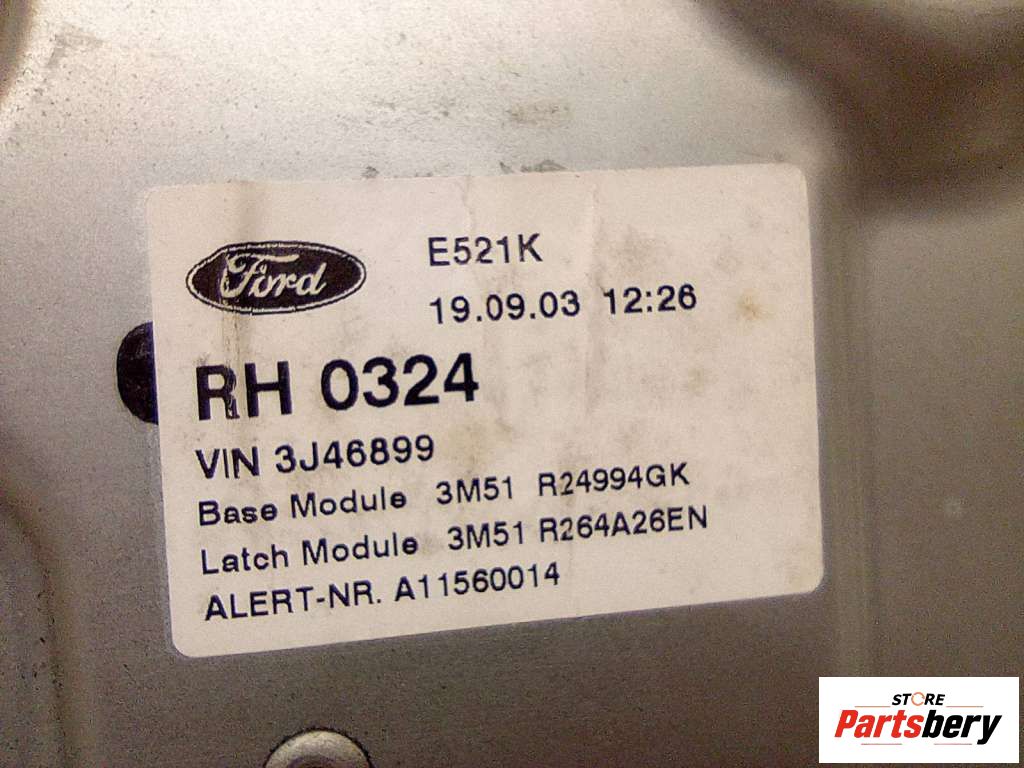 Ford
E521K
19.09.03 12:26
RH 0324
VIN 3J46899
Base Module 3M51 R24994GK
Latch Module 3M51 R264A26EN
ALERT-NR. A11560014
STORE
Partsbery